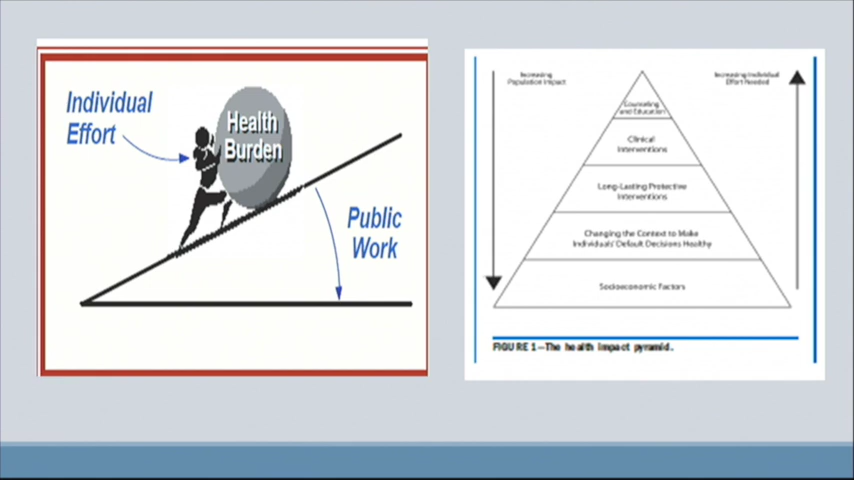 Individual
Effort
Health
Burden
Public
Work
Increasing
Population Impact
Increasing Individual
Effort Needed
Counseling
and Education
Clinical
Interventions
Long-Lasting Protective
Interventions
Changing the Context to Make
Individuals' Default Decisions Healthy
Socioeconomic Factors
FIGURE 1—The health impact pyramid.